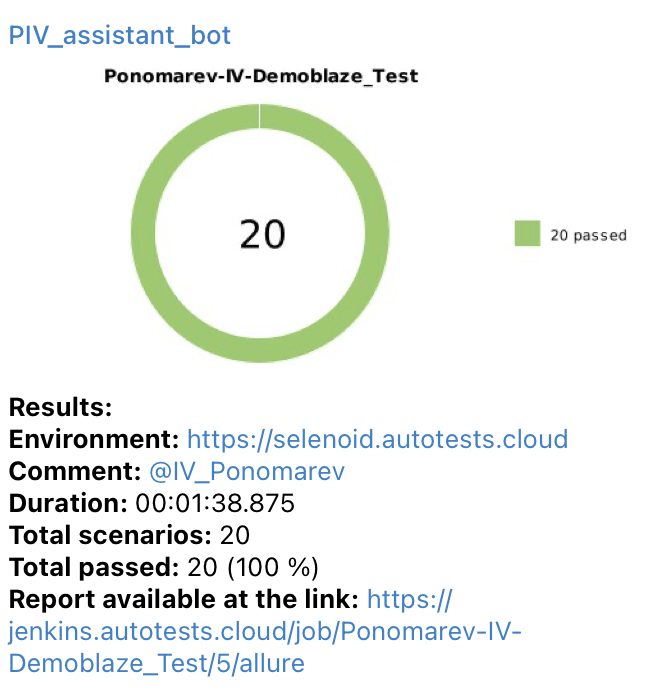 PIV_assistant_bot
Ponomarev-IV-Demoblaze_Test
20
20 passed
Results:
Environment: https://selenoid.autotests.cloud
Comment: @IV_Ponomarev
Duration: 00:01:38.875
Total scenarios: 20
Total passed: 20 (100 %)
Report available at the link: https://
jenkins.autotests.cloud/job/Ponomarev-IV-
Demoblaze_Test/5/allure